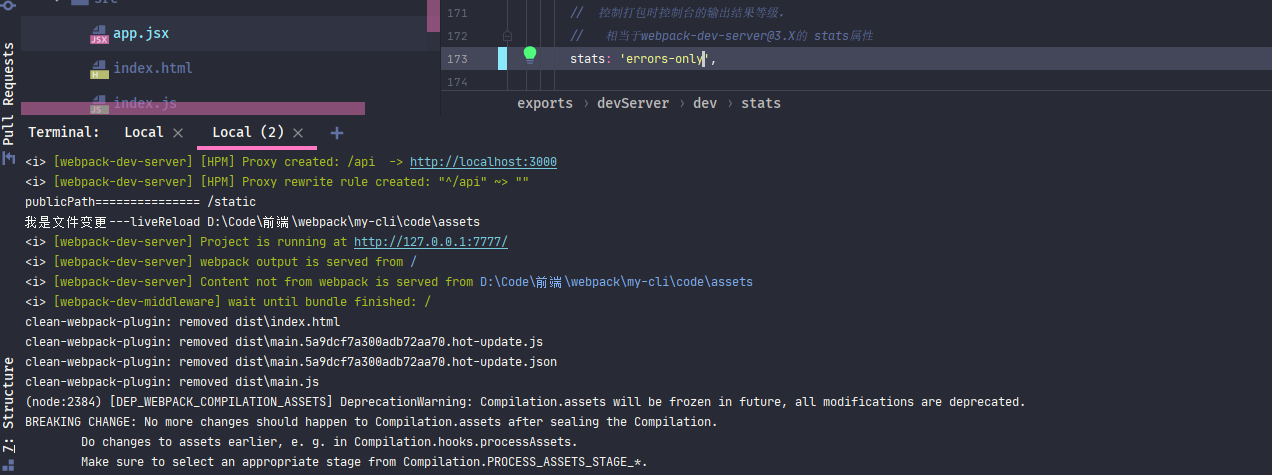 src
app.jsx
index.html
index.js
Pull Requests
171 // 控制打包时控制台的输出结果等级.
172 // 相当于webpack-dev-server@3.X的 stats属性
173 stats: 'errors-only',
174
exports › devServer › dev › stats
Terminal: Local × Local (2) × +
<i> [webpack-dev-server] [HPM] Proxy created: /api  -> http://localhost:3000
<i> [webpack-dev-server] [HPM] Proxy rewrite rule created: "^/api" ~> ""
publicPath=============== /static
我是文件变更---liveReload D:\Code\前端\webpack\my-cli\code\assets
<i> [webpack-dev-server] Project is running at http://127.0.0.1:7777/
<i> [webpack-dev-server] webpack output is served from /
<i> [webpack-dev-server] Content not from webpack is served from D:\Code\前端\webpack\my-cli\code\assets
<i> [webpack-dev-middleware] wait until bundle finished: /
clean-webpack-plugin: removed dist\index.html
clean-webpack-plugin: removed dist\main.5a9dcf7a300adb72aa70.hot-update.js
clean-webpack-plugin: removed dist\main.5a9dcf7a300adb72aa70.hot-update.json
clean-webpack-plugin: removed dist\main.js
(node:2384) [DEP_WEBPACK_COMPILATION_ASSETS] DeprecationWarning: Compilation.assets will be frozen in future, all modifications are deprecated.
BREAKING CHANGE: No more changes should happen to Compilation.assets after sealing the Compilation.
Do changes to assets earlier, e. g. in Compilation.hooks.processAssets.
Make sure to select an appropriate stage from Compilation.PROCESS_ASSETS_STAGE_*.
Z: Structure